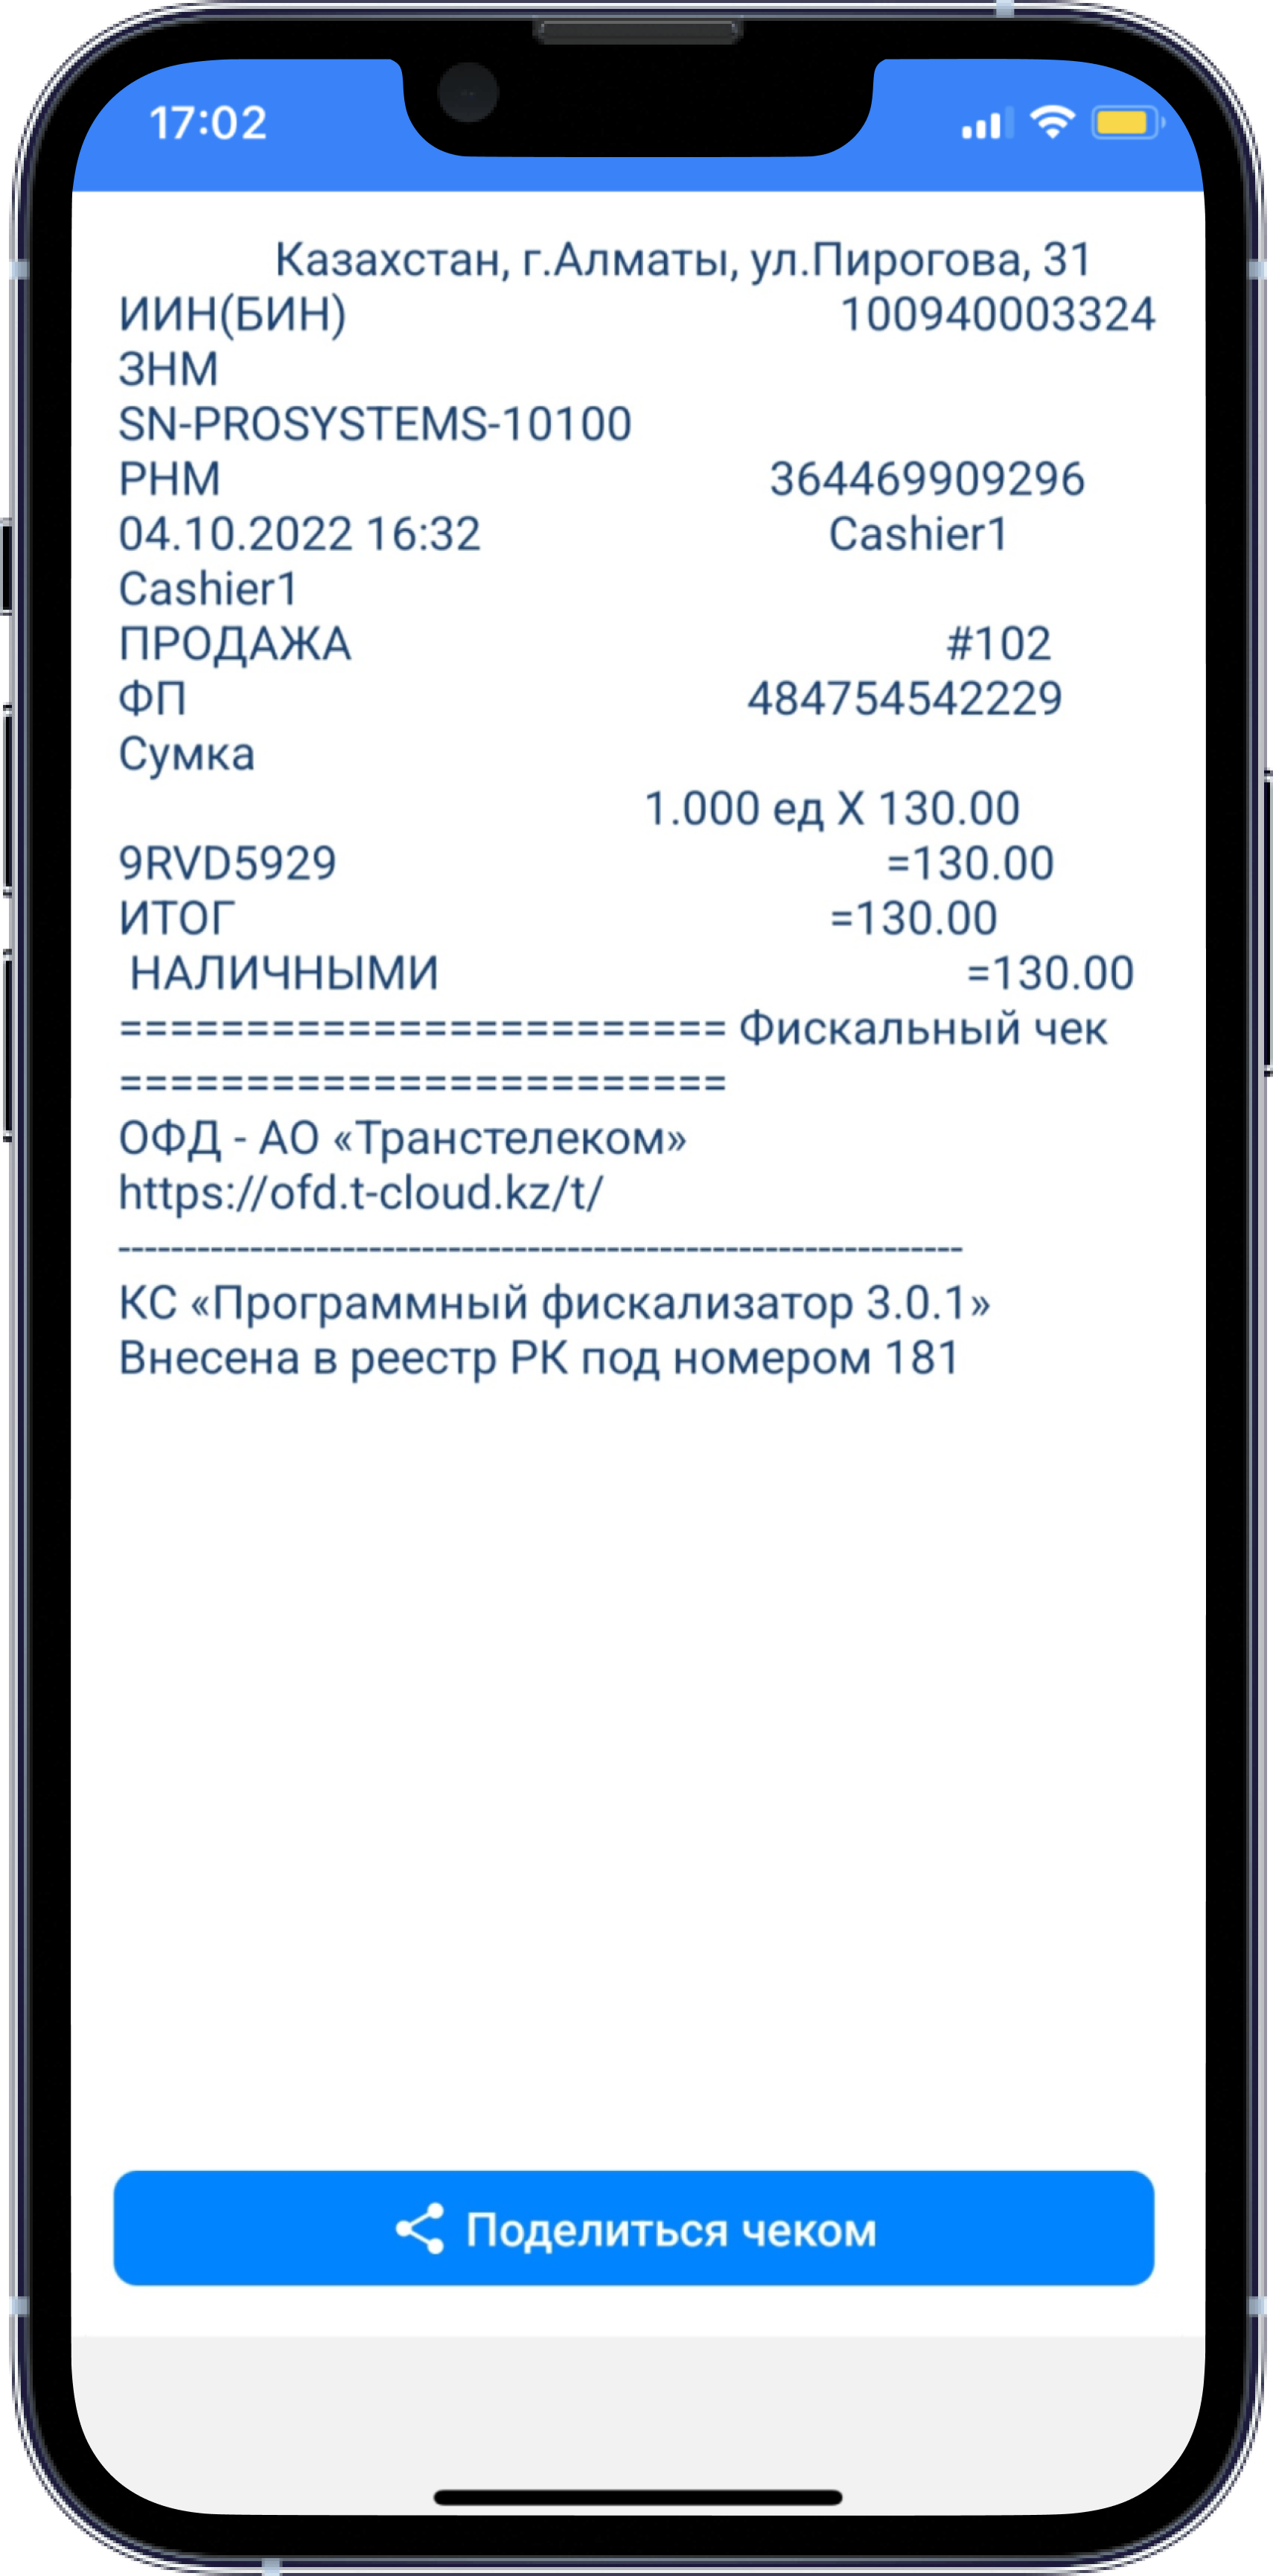 17:02
Казахстан, г.Алматы, ул.Пирогова, 31
ИИН(БИН) 100940003324
ЗНМ
SN-PROSYSTEMS-10100
РНМ 364469909296
04.10.2022 16:32 Cashier1
Cashier1
ПРОДАЖА #102
ФП 484754542229
Сумка
1.000 ед X 130.00
9RVD5929 =130.00
ИТОГ =130.00
НАЛИЧНЫМИ =130.00
======================== Фискальный чек
========================
ОФД - АО «Транстелеком»
https://ofd.t-cloud.kz/t/
----------------------------------------------------------------
КС «Программный фискализатор 3.0.1»
Внесена в реестр РК под номером 181
Поделиться чеком